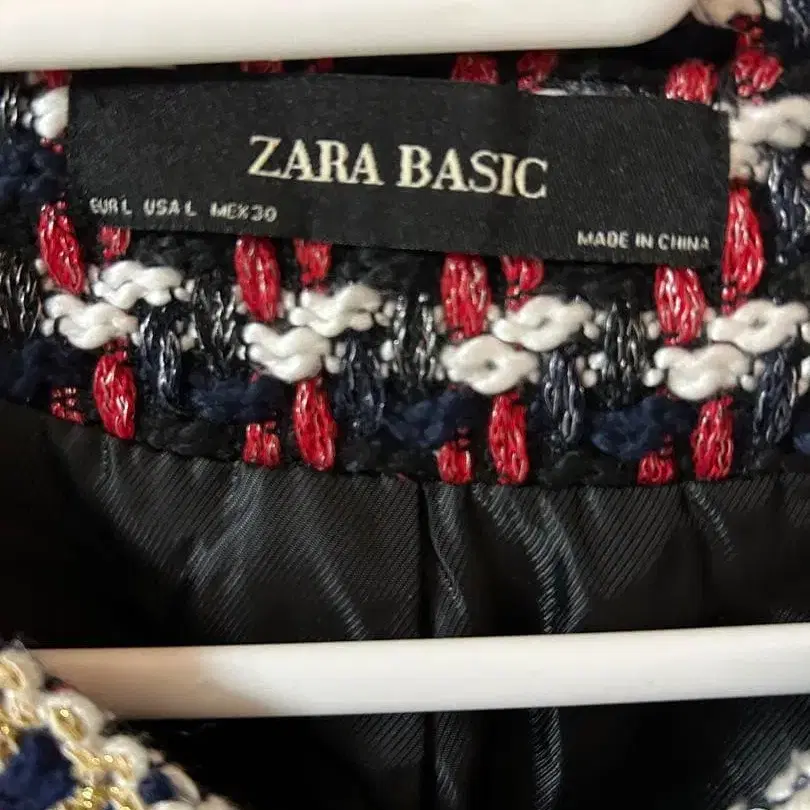 ZARA BASIC
EUR L USA L MEX 30
MADE IN CHINA